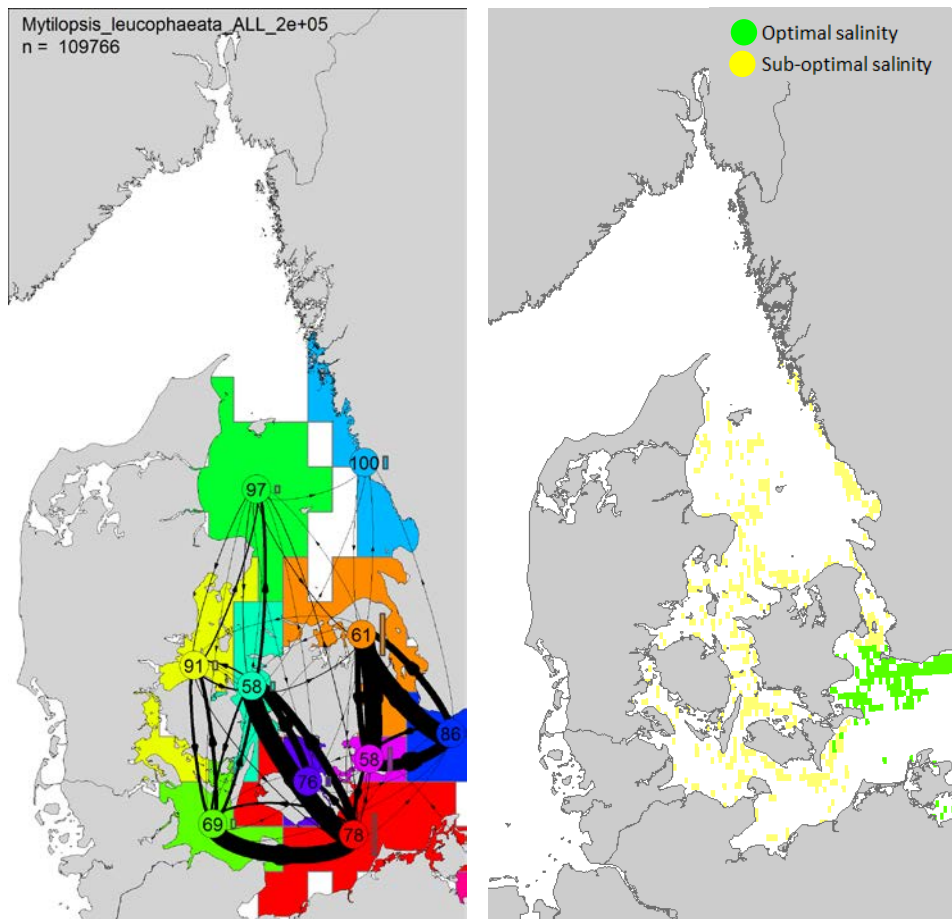 Mytilopsis_leucophaeata_ALL_2e+05
n = 109766
Optimal salinity
Sub-optimal salinity
100
97
61
91
58
86
58
76
69
78